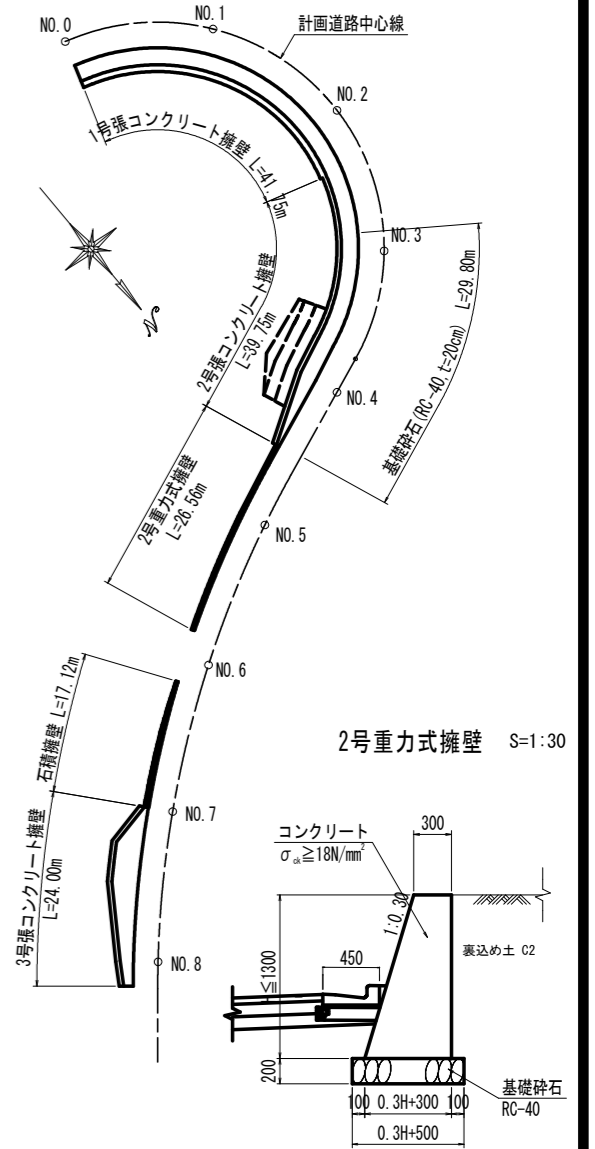 NO.0
NO.1
計画道路中心線
NO.2
1号張コンクリート擁壁 L=41.75m
NO.3
2号張コンクリート擁壁
L=39.75m
基礎砕石(RC-40,t=20cm) L=29.80m
N
NO.4
2号重力式擁壁
L=26.56m
NO.5
NO.6
石積擁壁 L=17.12m
NO.7
3号張コンクリート擁壁
L=24.00m
NO.8
2号重力式擁壁 S=1:30
コンクリート
σck≧18N/mm²
300
1:0.30
裏込め土 C2
450
H≦1300
200
100 0.3H+300 100
0.3H+500
基礎砕石
RC-40